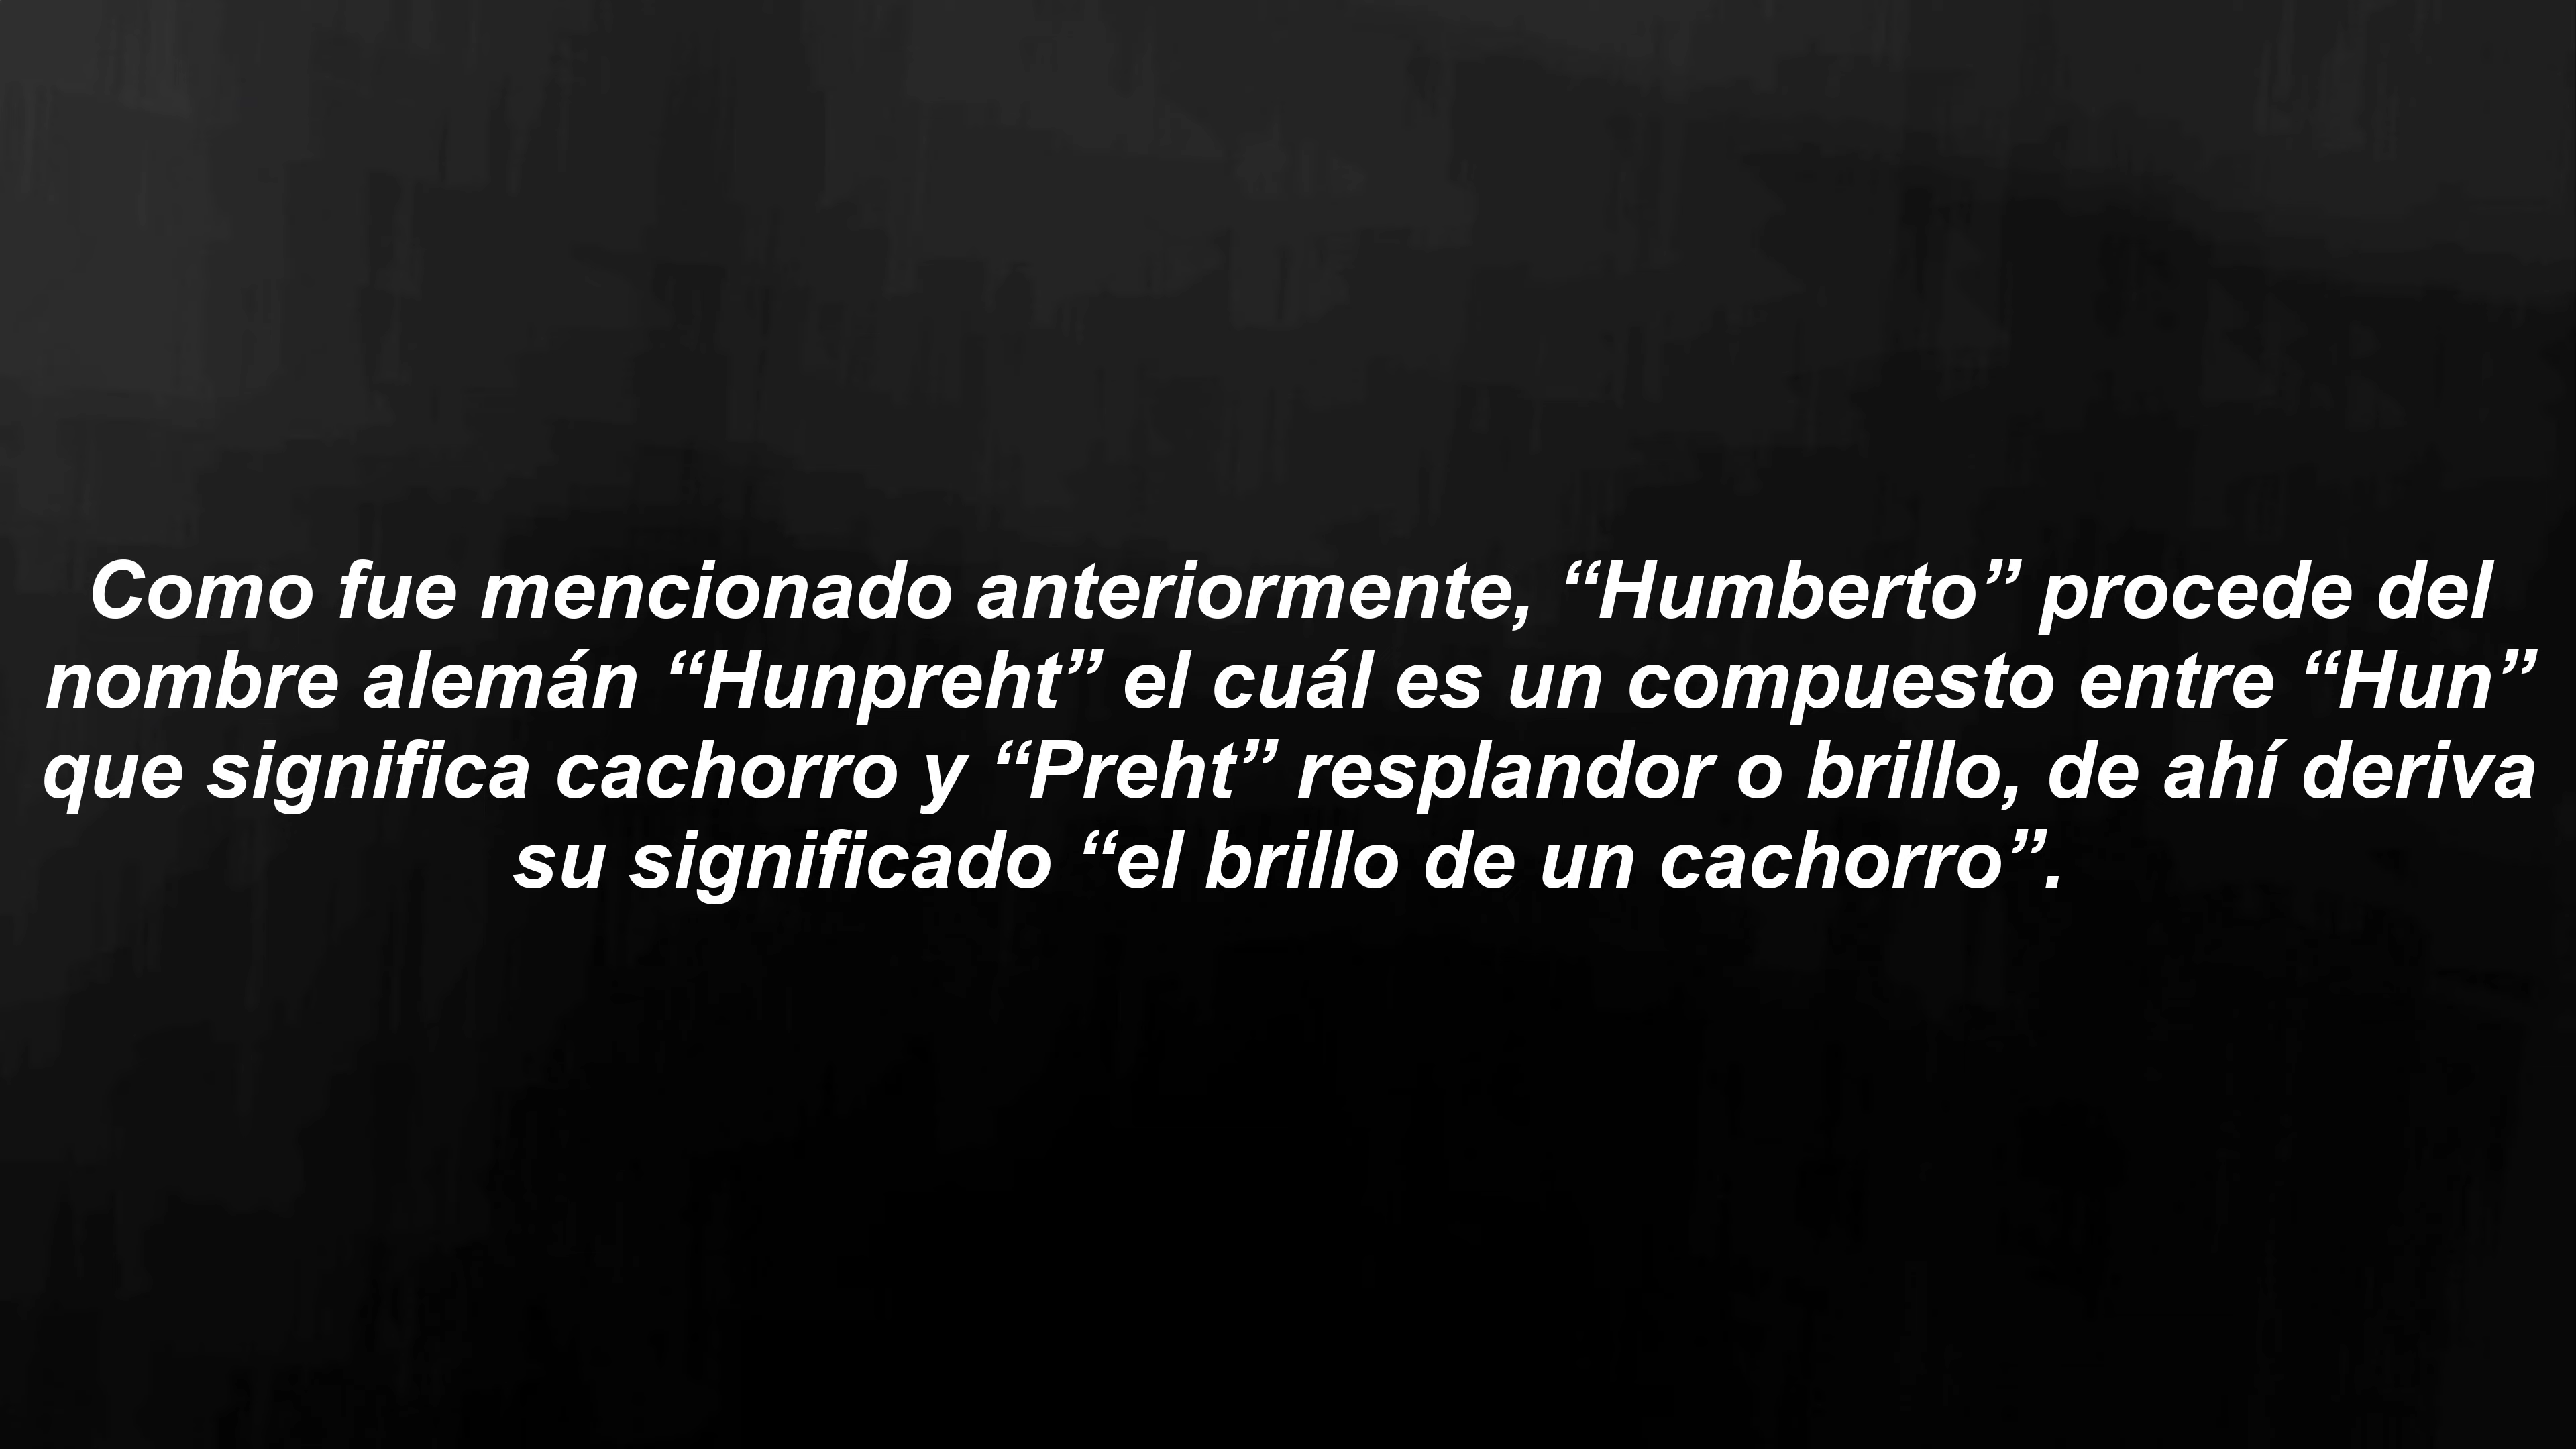 Como fue mencionado anteriormente, “Humberto” procede del
nombre alemán “Hunpreht” el cuál es un compuesto entre “Hun”
que significa cachorro y “Preht” resplandor o brillo, de ahí deriva
su significado “el brillo de un cachorro”.